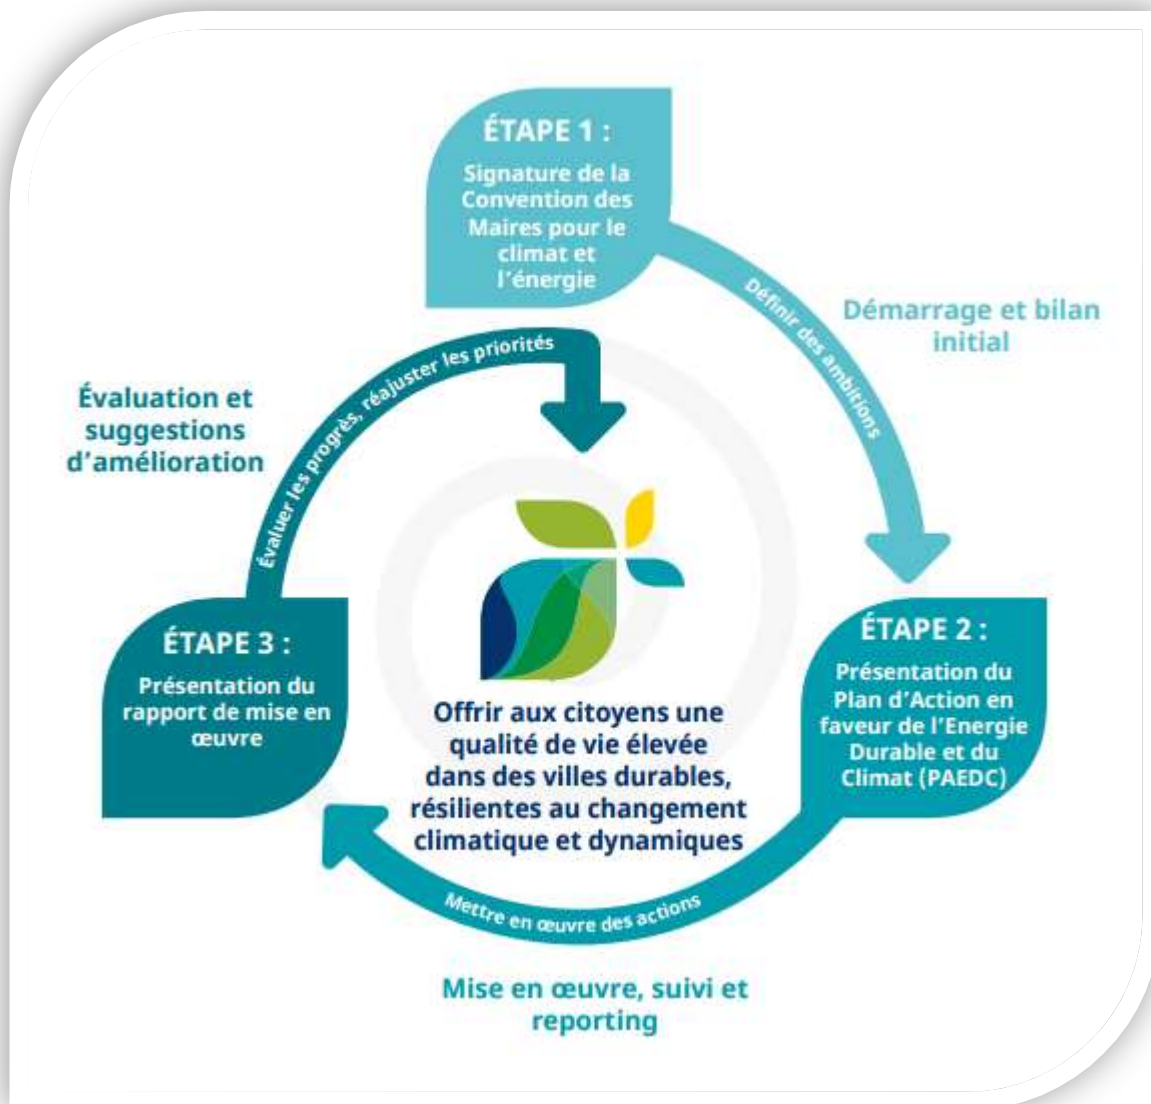 ÉTAPE 1 :
Signature de la
Convention des
Maires pour le
climat et
l'énergie
Définir des ambitions
Démarrage et bilan
initial
ÉTAPE 2 :
Présentation du
Plan d'Action en
faveur de l'Energie
Durable et du
Climat (PAEDC)
Mettre en œuvre des actions
Mise en œuvre, suivi et
reporting
ÉTAPE 3 :
Présentation du
rapport de mise en
œuvre
Évaluer les progrès, réajuster les priorités
Évaluation et
suggestions
d'amélioration
Offrir aux citoyens une
qualité de vie élevée
dans des villes durables,
résilientes au changement
climatique et dynamiques